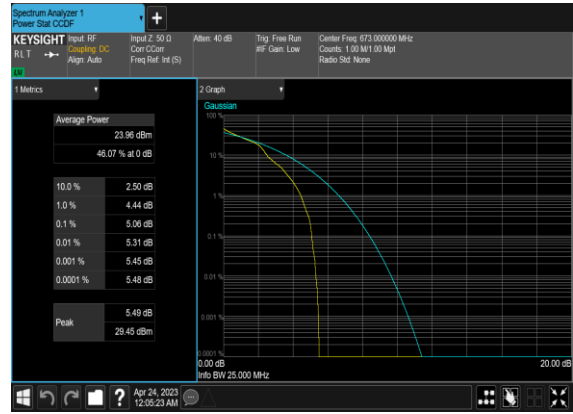 Spectrum Analyzer 1
Power Stat CCDF
KEYSIGHT
RLT
LW
Input: RF
Coupling: DC
Align: Auto
Input Z: 50 Ω
Corr CCorr
Freq Ref: Int (S)
Atten: 40 dB
Trig: Free Run
#IF Gain: Low
Center Freq: 673.000000 MHz
Counts: 1.00 M/1.00 Mpt
Radio Std: None
1 Metrics
Average Power
23.96 dBm
46.07 % at 0 dB
10.0 % 2.50 dB
1.0 % 4.44 dB
0.1 % 5.06 dB
0.01 % 5.31 dB
0.001 % 5.45 dB
0.0001 % 5.48 dB
Peak 5.49 dB
29.45 dBm
2 Graph
Gaussian
100 %
10 %
1 %
0.1 %
0.01 %
0.001 %
0.0001 %
0.00 dB 20.00 dB
Info BW 25.000 MHz
?
Apr 24, 2023
12:05:23 AM